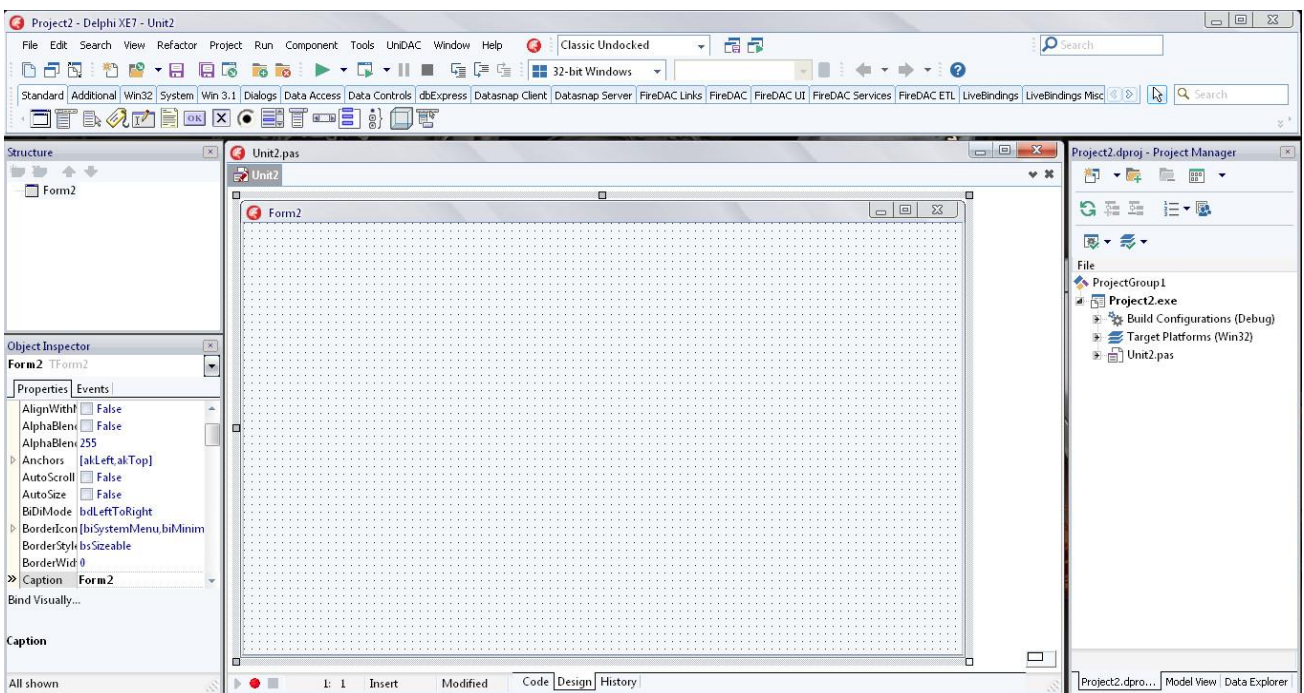 Project2 - Delphi XE7 - Unit2
File Edit Search View Refactor Project Run Component Tools UniDAC Window Help
Classic Undocked
Search
32-bit Windows
Standard Additional Win32 System Win 3.1 Dialogs Data Access Data Controls dbExpress Datasnap Client Datasnap Server FireDAC Links FireDAC FireDAC UI FireDAC Services FireDAC ETL LiveBindings LiveBindings Misc
Search
OK
Structure
Form2
Object Inspector
Form2 TForm2
Properties Events
AlignWithM False
AlphaBlend False
AlphaBlend 255
Anchors [akLeft,akTop]
AutoScroll False
AutoSize False
BiDiMode bdLeftToRight
BorderIcon [biSystemMenu,biMinim
BorderStyle bsSizeable
BorderWid 0
Caption Form2
Bind Visually...
Caption
All shown
Unit2.pas
Unit2
Form2
1: 1 Insert Modified Code Design History
Project2.dproj - Project Manager
File
ProjectGroup1
Project2.exe
Build Configurations (Debug)
Target Platforms (Win32)
Unit2.pas
Project2.dpro... Model View Data Explorer